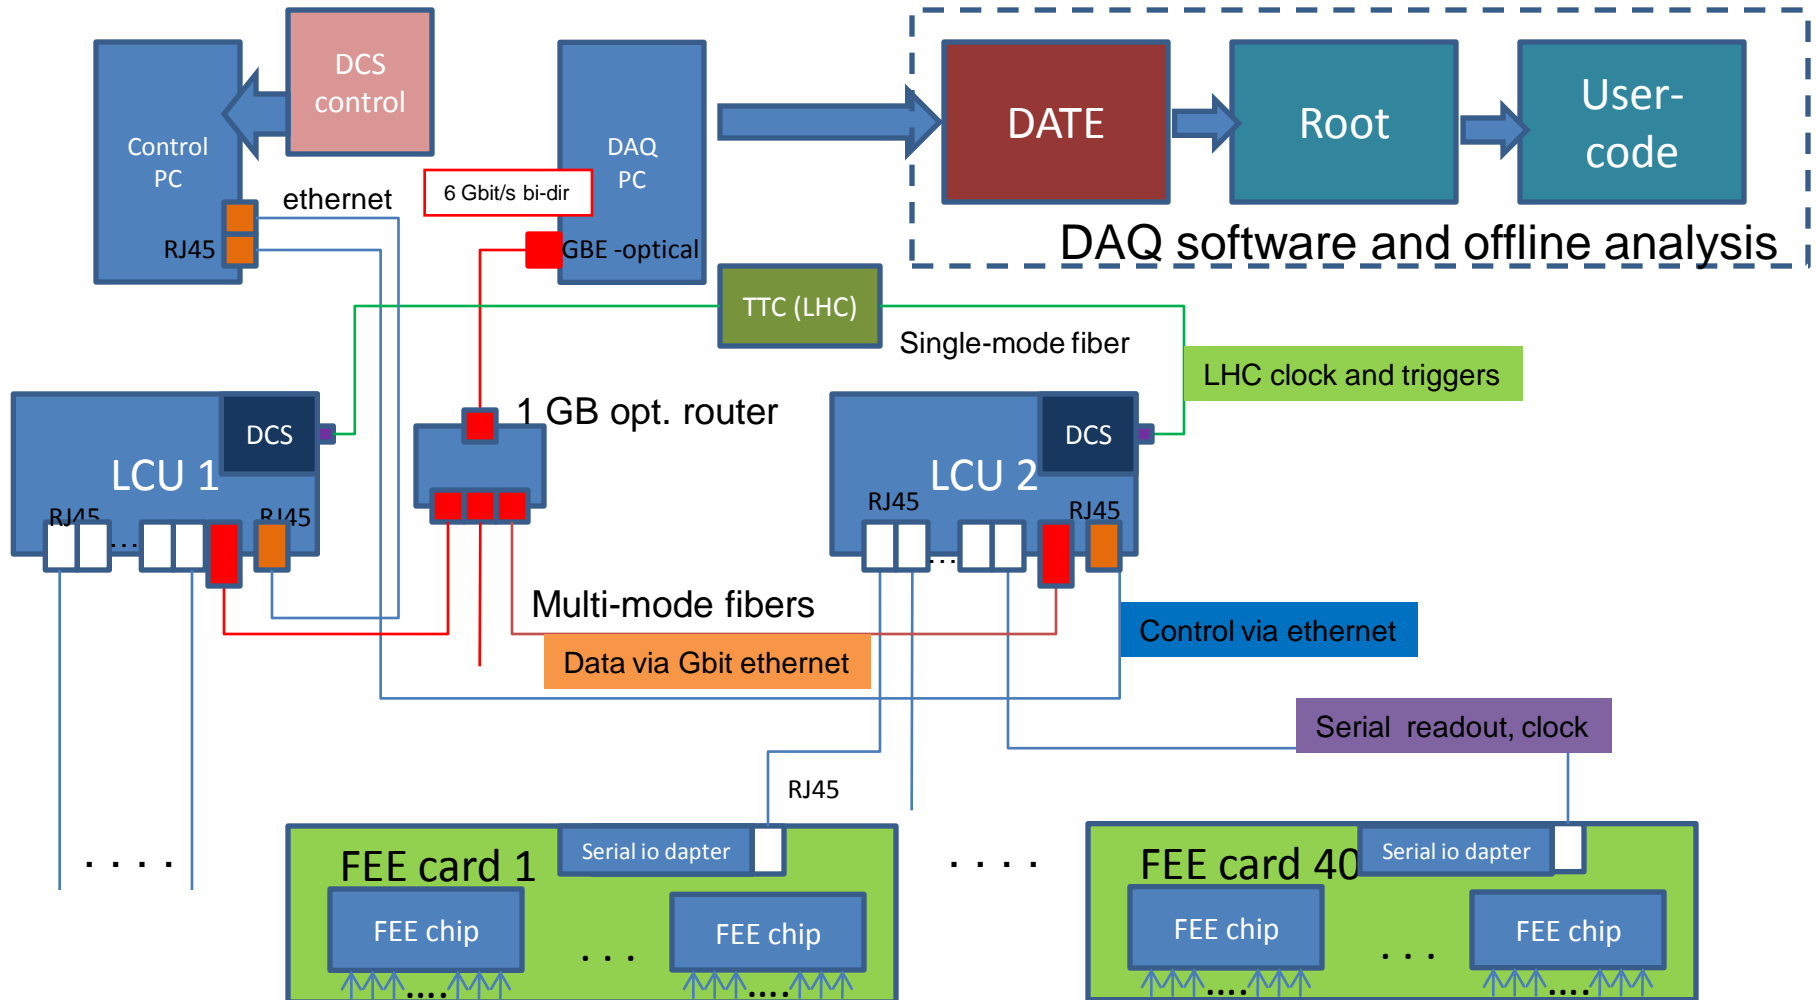 DCS
control
Control
PC
ethernet
RJ45
6 Gbit/s bi-dir
DAQ
PC
GBE -optical
DATE
Root
User-
code
DAQ software and offline analysis
TTC (LHC)
Single-mode fiber
LHC clock and triggers
DCS
LCU 1
RJ45
...
RJ45
1 GB opt. router
DCS
LCU 2
RJ45
...
RJ45
Multi-mode fibers
Data via Gbit ethernet
Control via ethernet
Serial readout, clock
RJ45
. . . .
FEE card 1
Serial io dapter
FEE chip
. . .
FEE chip
....
....
. . . .
FEE card 40
Serial io dapter
FEE chip
. . .
FEE chip
....
....